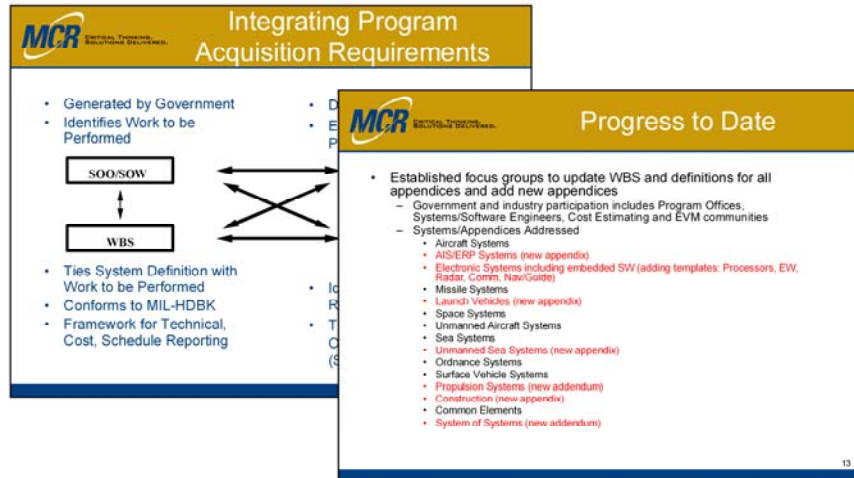 Integrating Program
Acquisition Requirements
MCR CRITICAL THINKING.
SOLUTIONS DELIVERED.
• Generated by Government
• Identifies Work to be
Performed
SOO/SOW
WBS
• Ties System Definition with
Work to be Performed
• Conforms to MIL-HDBK
• Framework for Technical,
Cost, Schedule Reporting
MCR CRITICAL THINKING.
SOLUTIONS DELIVERED.
Progress to Date
• Established focus groups to update WBS and definitions for all
appendices and add new appendices
– Government and industry participation includes Program Offices,
Systems/Software Engineers, Cost Estimating and EVM communities
– Systems/Appendices Addressed
• Aircraft Systems
• AIS/ERP Systems (new appendix)
• Electronic Systems including embedded SW (adding templates: Processors, EW,
Radar, Comm, Nav/Guide)
• Missile Systems
• Launch Vehicles (new appendix)
• Space Systems
• Unmanned Aircraft Systems
• Sea Systems
• Unmanned Sea Systems (new appendix)
• Ordnance Systems
• Surface Vehicle Systems
• Propulsion Systems (new addendum)
• Construction (new appendix)
• Common Elements
• System of Systems (new addendum)
13